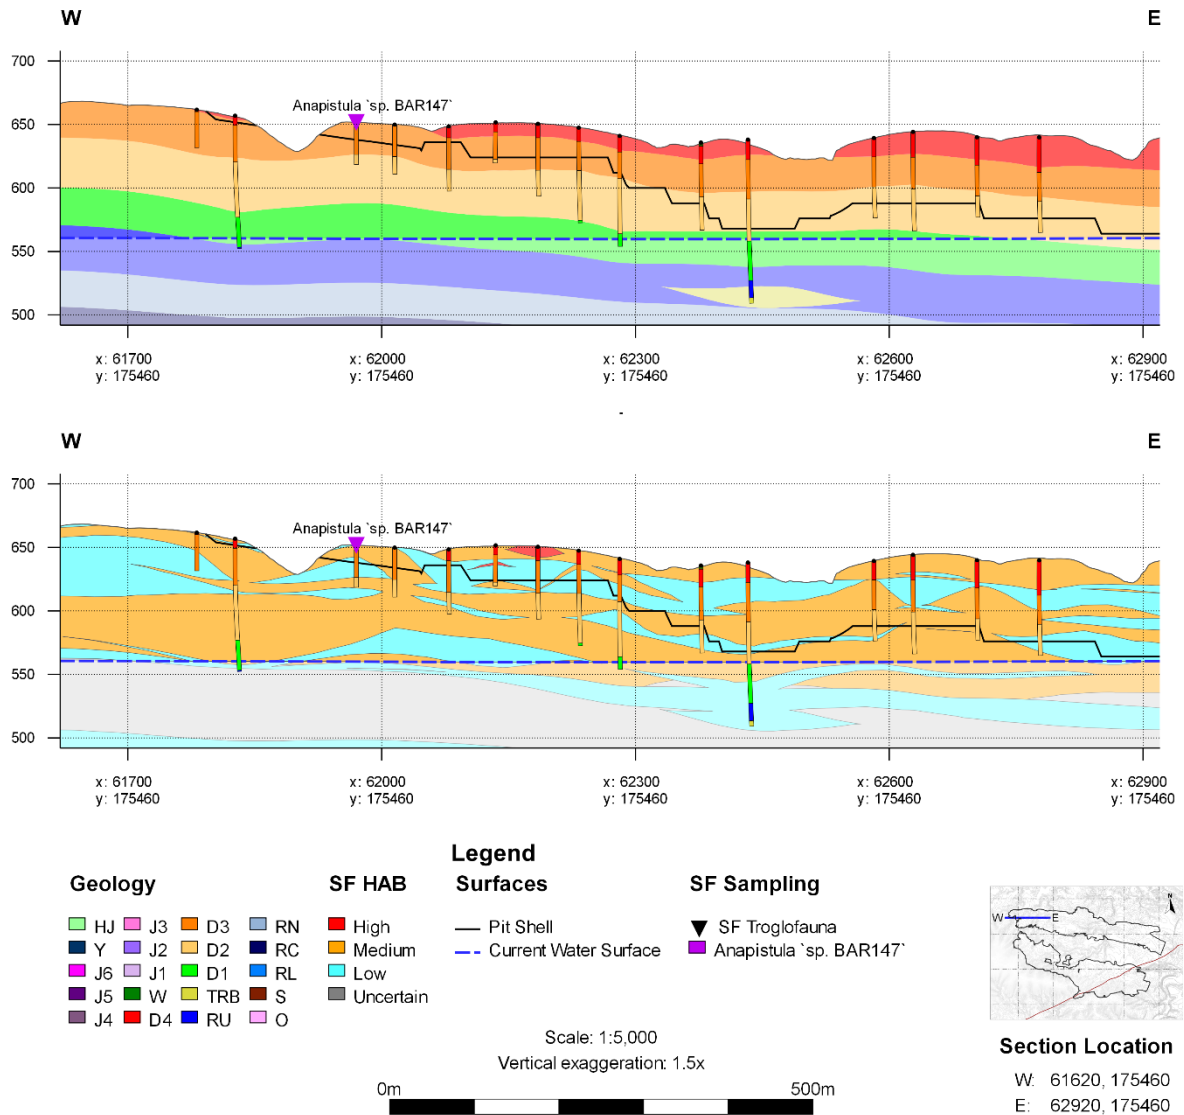 W E
700
Anapistula `sp. BAR147`
650
600
550
500
x: 61700 x: 62000 x: 62300 x: 62600 x: 62900
y: 175460 y: 175460 y: 175460 y: 175460 y: 175460
-
W E
700
Anapistula `sp. BAR147`
650
600
550
500
x: 61700 x: 62000 x: 62300 x: 62600 x: 62900
y: 175460 y: 175460 y: 175460 y: 175460 y: 175460
Legend
Geology SF HAB Surfaces SF Sampling
HJ J3 D3 RN High Pit Shell SF Troglofauna
Y J2 D2 RC Medium Current Water Surface Anapistula `sp. BAR147`
J6 J1 D1 RL Low
J5 W TRB S Uncertain
J4 D4 RU O
W E
N
Scale: 1:5,000
Vertical exaggeration: 1.5x
0m 500m
Section Location
W: 61620, 175460
E: 62920, 175460